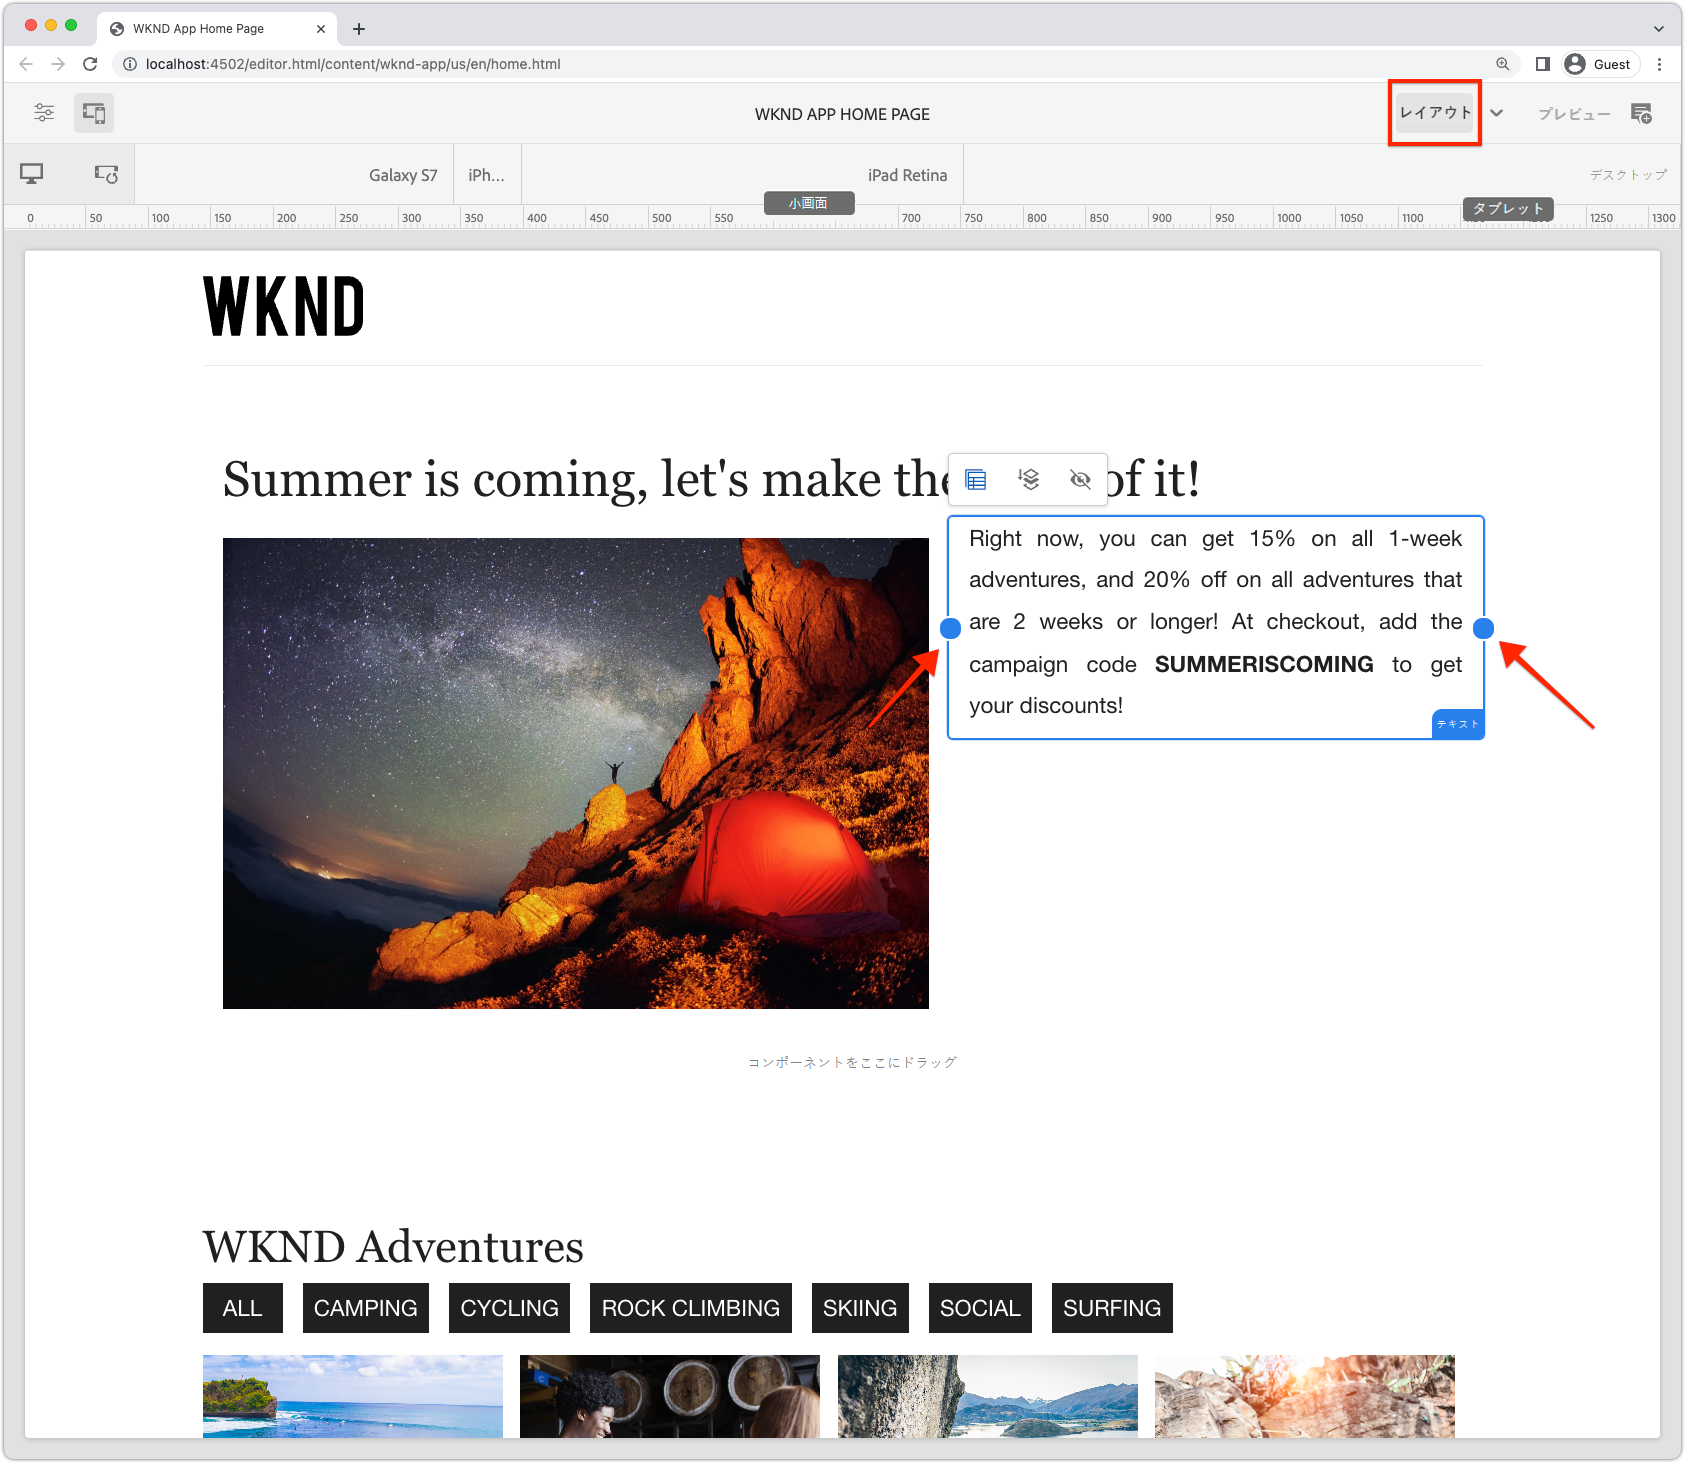 WKND App Home Page
localhost:4502/editor.html/content/wknd-app/us/en/home.html
Guest
WKND APP HOME PAGE
レイアウト
プレビュー
Galaxy S7
iPh...
iPad Retina
デスクトップ
小画面
タブレット
0 50 100 150 200 250 300 350 400 450 500 550 700 750 800 850 900 950 1000 1050 1100 1250 1300
WKND
Summer is coming, let's make the of it!
Right now, you can get 15% on all 1-week
adventures, and 20% off on all adventures that
are 2 weeks or longer! At checkout, add the
campaign code SUMMERISCOMING to get
your discounts!
テキスト
コンポーネントをここにドラッグ
WKND Adventures
ALL CAMPING CYCLING ROCK CLIMBING SKIING SOCIAL SURFING